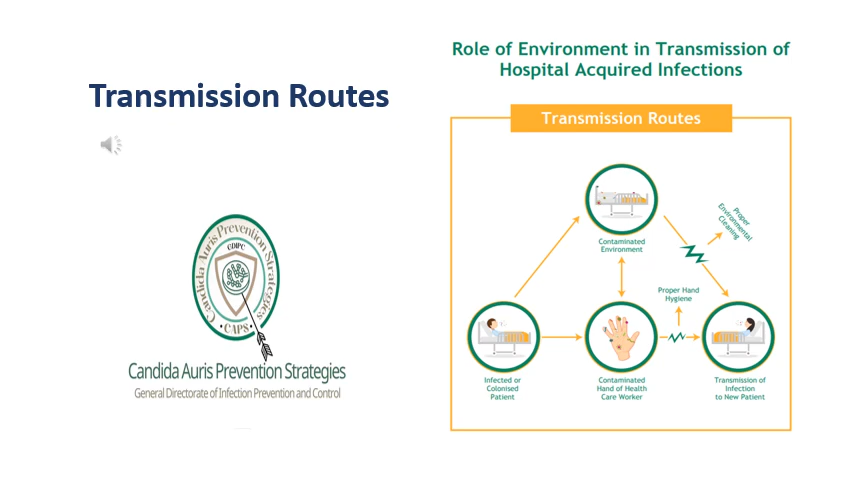 Transmission Routes
Candida Auris Prevention Strategies
GDIPC
CAPS
Candida Auris Prevention Strategies
General Directorate of Infection Prevention and Control
Role of Environment in Transmission of
Hospital Acquired Infections
Transmission Routes
Contaminated
Environment
Proper
Environmental
Cleaning
Proper Hand
Hygiene
Infected or
Colonised
Patient
Contaminated
Hand of Health
Care Worker
Transmission of
Infection
to New Patient